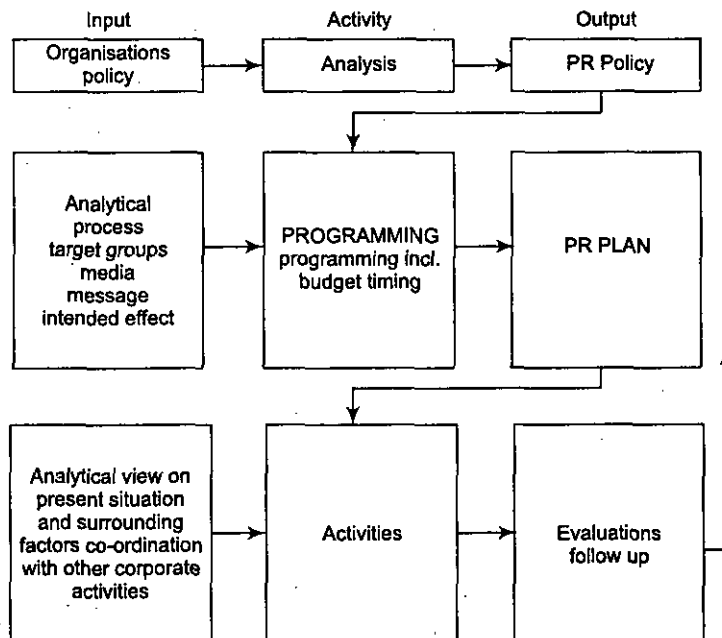 Input
Activity
Output
Organisations
policy
Analysis
PR Policy
Analytical
process
target groups
media
message
intended effect
PROGRAMMING
programming incl.
budget timing
PR PLAN
Analytical view on
present situation
and surrounding
factors co-ordination
with other corporate
activities
Activities
Evaluations
follow up